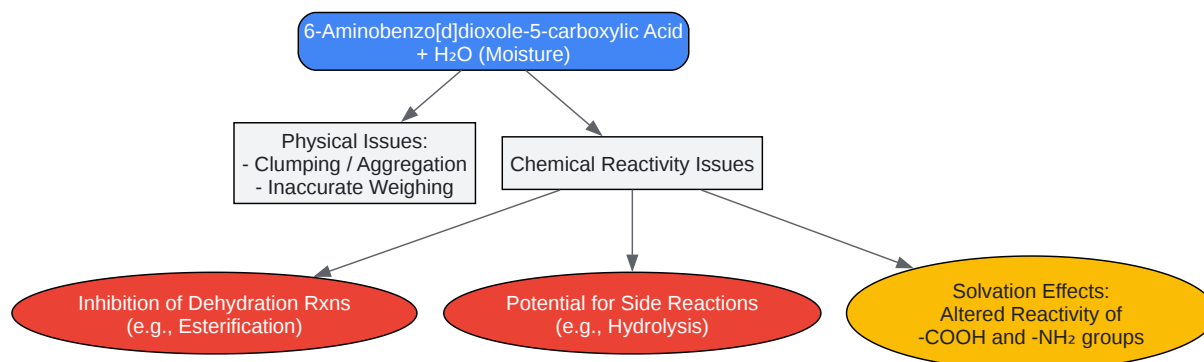 6-Aminobenzo[d]dioxole-5-carboxylic Acid
+ H₂O (Moisture)
Physical Issues:
- Clumping / Aggregation
- Inaccurate Weighing
Chemical Reactivity Issues
Inhibition of Dehydration Rxns
(e.g., Esterification)
Potential for Side Reactions
(e.g., Hydrolysis)
Solvation Effects:
Altered Reactivity of
-COOH and -NH₂ groups